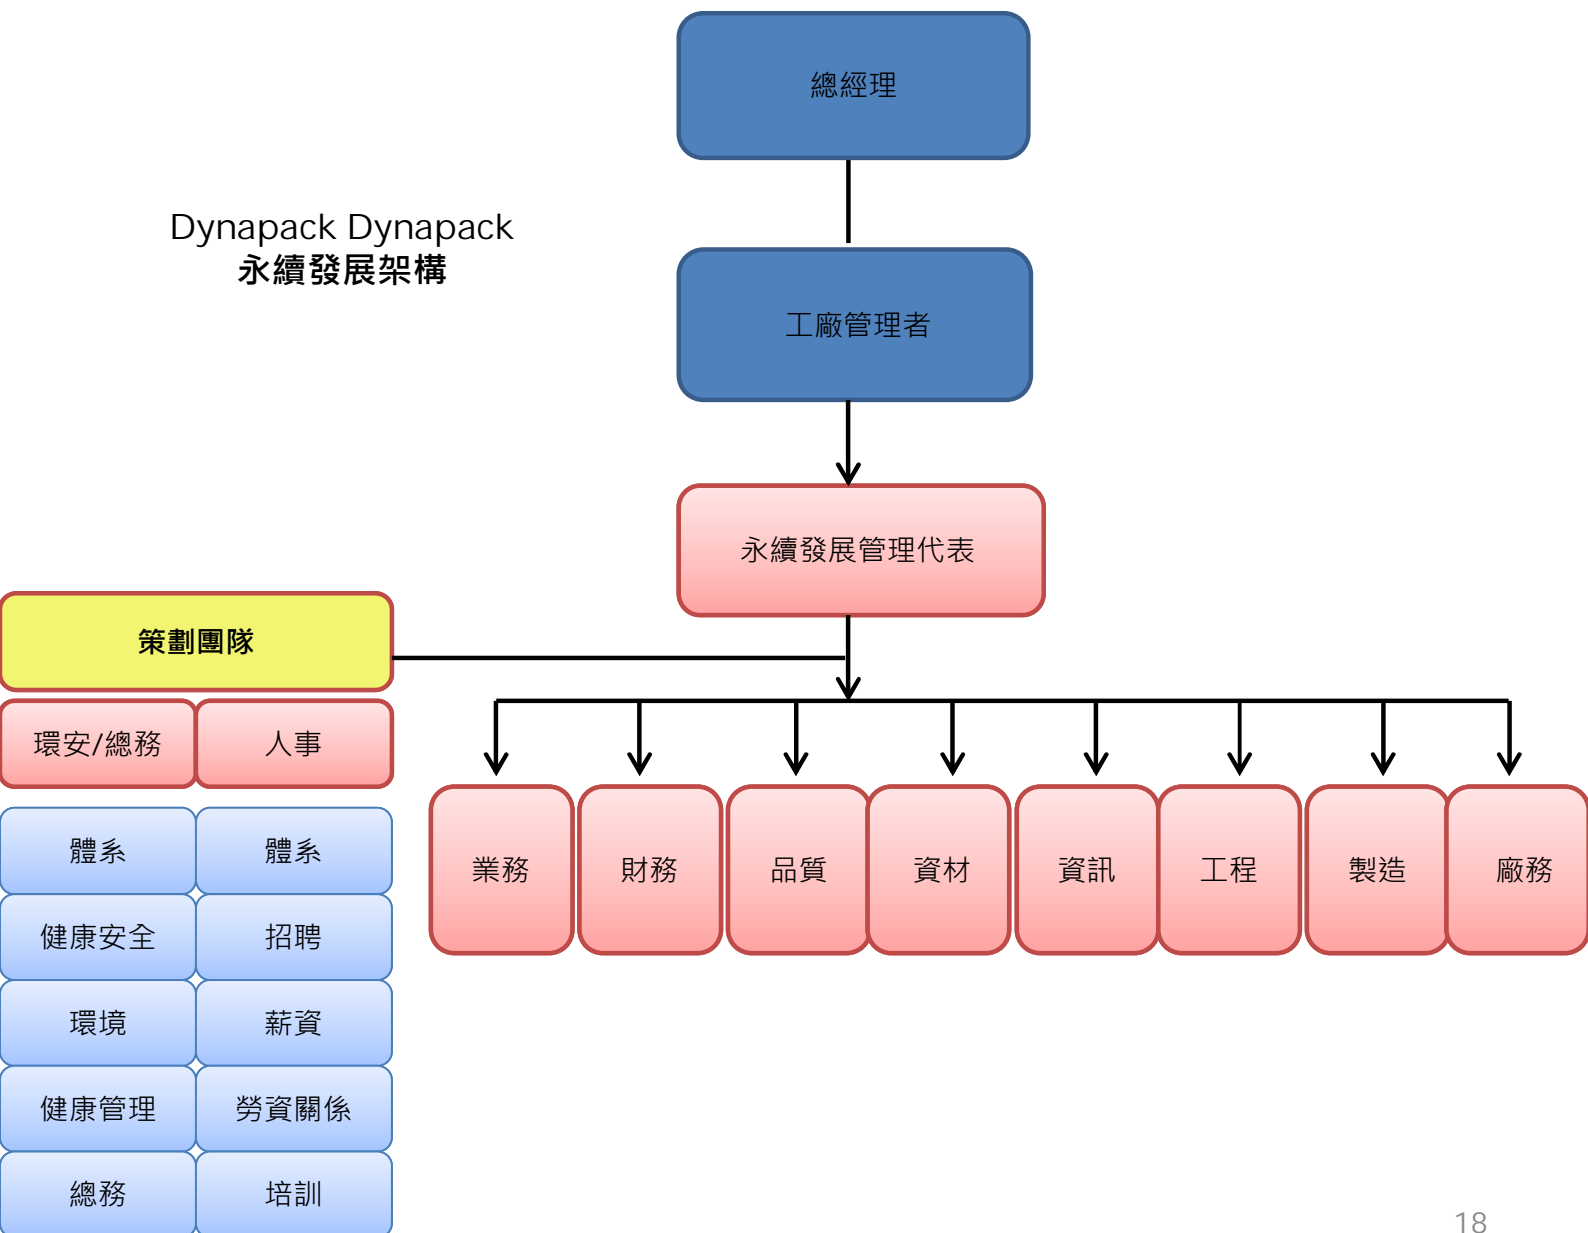 總經理
Dynapack Dynapack
永續發展架構
工廠管理者
永續發展管理代表
策劃團隊
環安/總務
人事
體系
體系
健康安全
招聘
環境
薪資
健康管理
勞資關係
總務
培訓
業務
財務
品質
資材
資訊
工程
製造
廠務
18